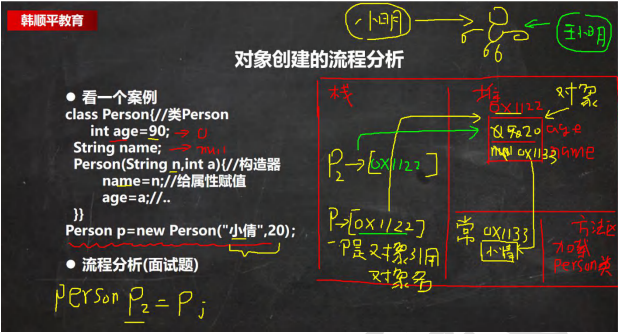 韩顺平教育
小明
王小明
对象创建的流程分析
● 看一个案例
class Person{//类Person
int age=90; → 0
String name; → null
Person(String n,int a){//构造器
name=n;//给属性赋值
age=a;//..
}}
Person p=new Person("小倩",20);
● 流程分析(面试题)
Person P2 = P;
栈
堆
对象
0X1122
0 90 20 age
null 0X1133 name
P2→[0X1122]
P→[0X1122]
P是对象引用
对象名
常
0X1133
小倩
方法区
加载
Person类